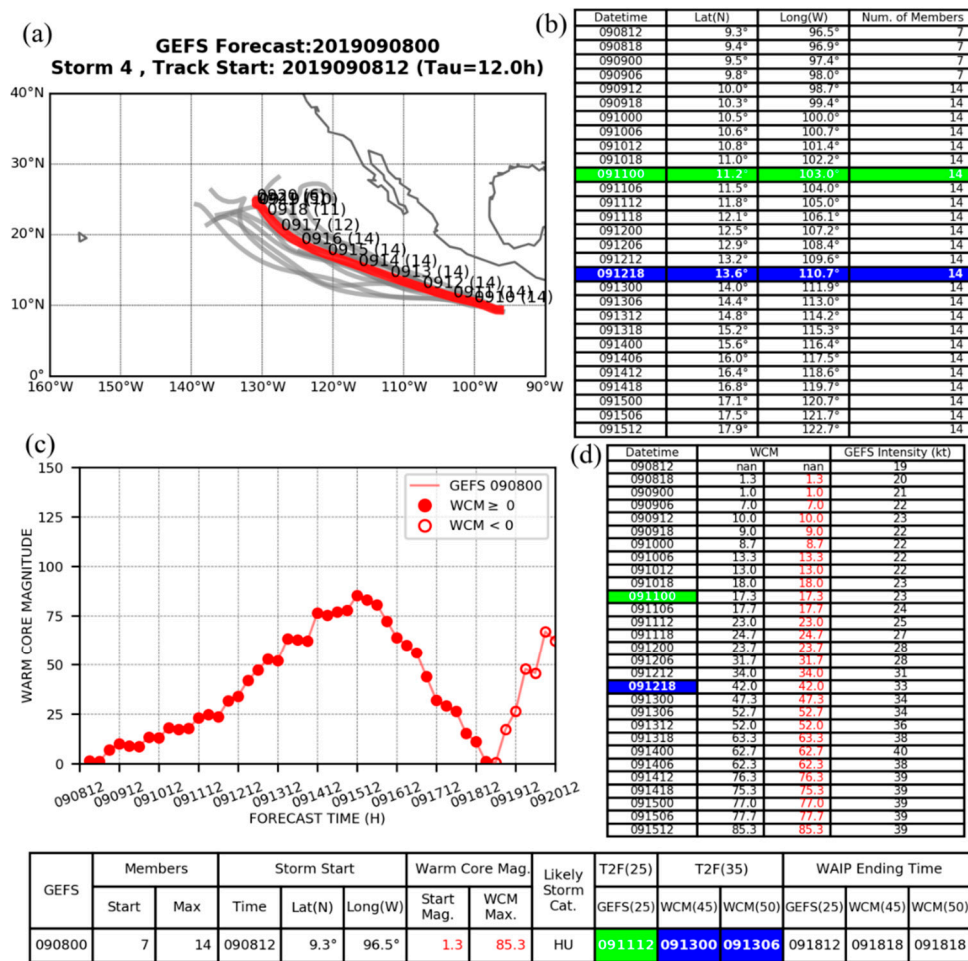 (a)
GEFS Forecast:2019090800
Storm 4 , Track Start: 2019090812 (Tau=12.0h)
40°N
30°N
20°N
10°N
0°
160°W 150°W 140°W 130°W 120°W 110°W 100°W 90°W
0920 (6)
0918 (11)
0917 (12)
0916 (14)
0915 (14)
0914 (14)
0913 (14)
0912 (14)
0911 (14)
0910 (14)
(b)
Datetime Lat(N) Long(W) Num. of Members
090812 9.3° 96.5° 7
090818 9.4° 96.9° 7
090900 9.5° 97.4° 7
090906 9.8° 98.0° 7
090912 10.0° 98.7° 14
090918 10.3° 99.4° 14
091000 10.5° 100.0° 14
091006 10.6° 100.7° 14
091012 10.8° 101.4° 14
091018 11.0° 102.2° 14
091100 11.2° 103.0° 14
091106 11.5° 104.0° 14
091112 11.8° 105.0° 14
091118 12.1° 106.1° 14
091200 12.5° 107.2° 14
091206 12.9° 108.4° 14
091212 13.2° 109.6° 14
091218 13.6° 110.7° 14
091300 14.0° 111.9° 14
091306 14.4° 113.0° 14
091312 14.8° 114.2° 14
091318 15.2° 115.3° 14
091400 15.6° 116.4° 14
091406 16.0° 117.5° 14
091412 16.4° 118.6° 14
091418 16.8° 119.7° 14
091500 17.1° 120.7° 14
091506 17.5° 121.7° 14
091512 17.9° 122.7° 14
(c)
WARM CORE MAGNITUDE
150
125
100
75
50
25
0
GEFS 090800
WCM ≥ 0
WCM < 0
090812 090912 091012 091112 091212 091312 091412 091512 091612 091712 091812 091912 092012
FORECAST TIME (H)
(d)
Datetime WCM GEFS Intensity (kt)
090812 nan nan 19
090818 1.3 1.3 20
090900 1.0 1.0 21
090906 7.0 7.0 22
090912 10.0 10.0 23
090918 9.0 9.0 22
091000 8.7 8.7 22
091006 13.3 13.3 22
091012 13.0 13.0 22
091018 18.0 18.0 23
091100 17.3 17.3 23
091106 17.7 17.7 24
091112 23.0 23.0 25
091118 24.7 24.7 27
091200 23.7 23.7 28
091206 31.7 31.7 28
091212 34.0 34.0 31
091218 42.0 42.0 33
091300 47.3 47.3 34
091306 52.7 52.7 34
091312 52.0 52.0 36
091318 63.3 63.3 38
091400 62.7 62.7 40
091406 62.3 62.3 38
091412 76.3 76.3 39
091418 75.3 75.3 39
091500 77.0 77.0 39
091506 77.7 77.7 39
091512 85.3 85.3 39
GEFS Members Storm Start Warm Core Mag. Likely Storm Cat. T2F(25) T2F(35) WAIP Ending Time
Start Max Time Lat(N) Long(W) Start Mag. WCM Max. GEFS(25) WCM(45) WCM(50) GEFS(25) WCM(45) WCM(50)
090800 7 14 090812 9.3° 96.5° 1.3 85.3 HU 091112 091300 091306 091812 091818 091818